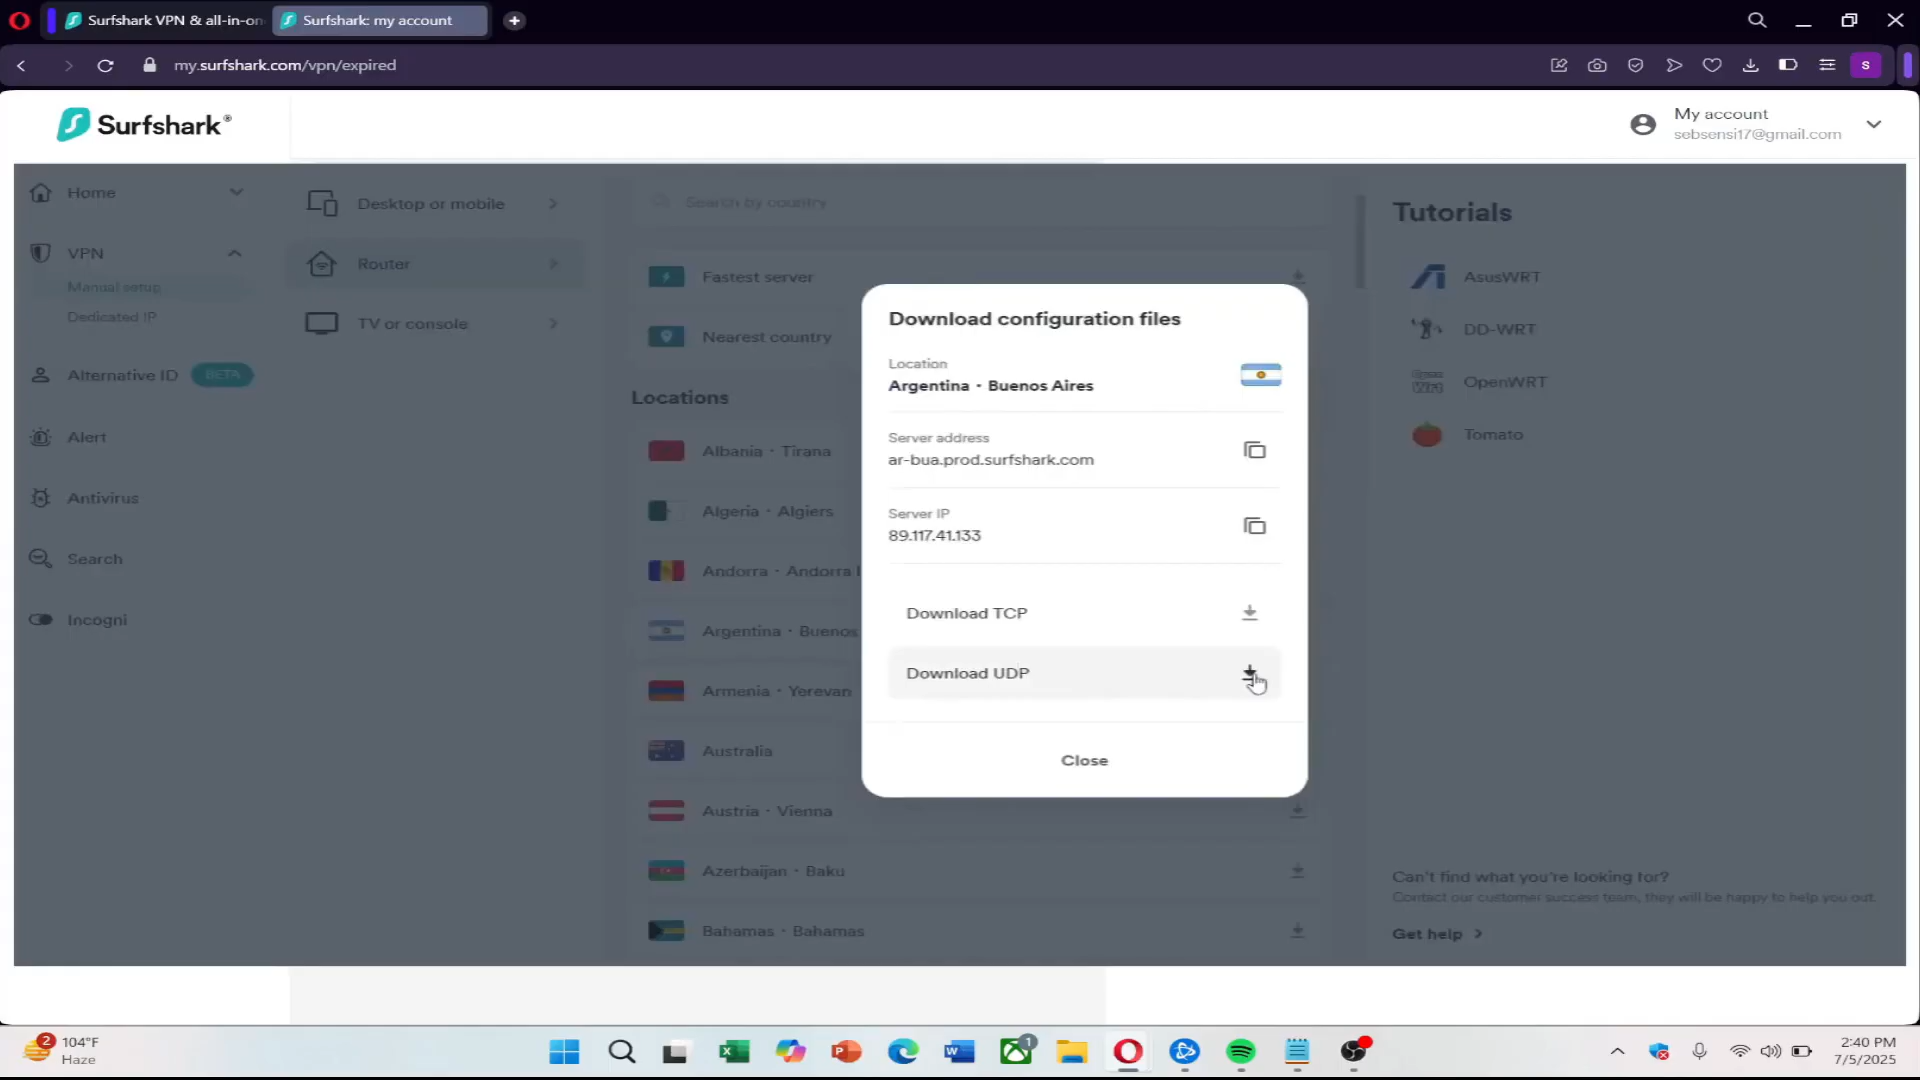 Surfshark VPN & all-in-on
Surfshark: my account
my.surfshark.com/vpn/expired
S
Surfshark®
My account
sebsensi17@gmail.com
Home
VPN
Manual setup
Dedicated IP
Alternative ID
BETA
Alert
Antivirus
Search
Incogni
Desktop or mobile
Router
TV or console
Search by country
Fastest server
Nearest country
Locations
Albania · Tirana
Algeria · Algiers
Andorra · Andorra l
Argentina · Buenos
Armenia · Yerevan
Australia
Austria · Vienna
Azerbaijan · Baku
Bahamas · Bahamas
Download configuration files
Location
Argentina · Buenos Aires
Server address
ar-bua.prod.surfshark.com
Server IP
89.117.41.133
Download TCP
Download UDP
Close
Tutorials
AsusWRT
DD-WRT
OpenWRT
Tomato
Can't find what you're looking for?
Contact our customer success team, they will be happy to help you out.
Get help
2
104°F
Haze
1
2:40 PM
7/5/2025